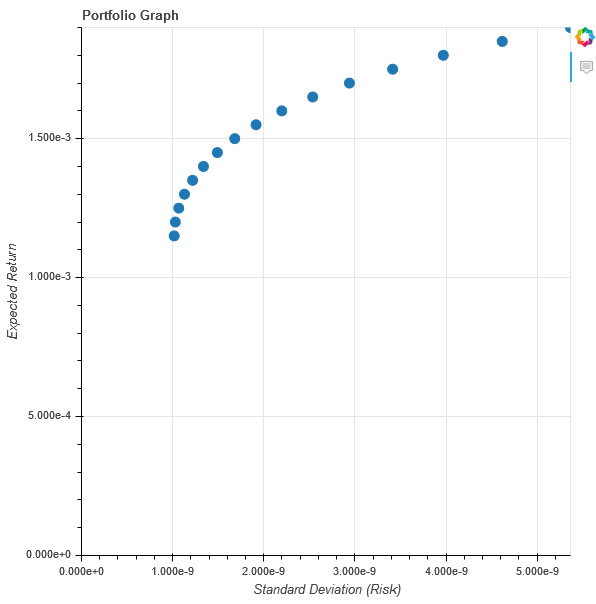 Portfolio Graph
Expected Return
1.500e-3
1.000e-3
5.000e-4
0.000e+0
0.000e+0 1.000e-9 2.000e-9 3.000e-9 4.000e-9 5.000e-9
Standard Deviation (Risk)